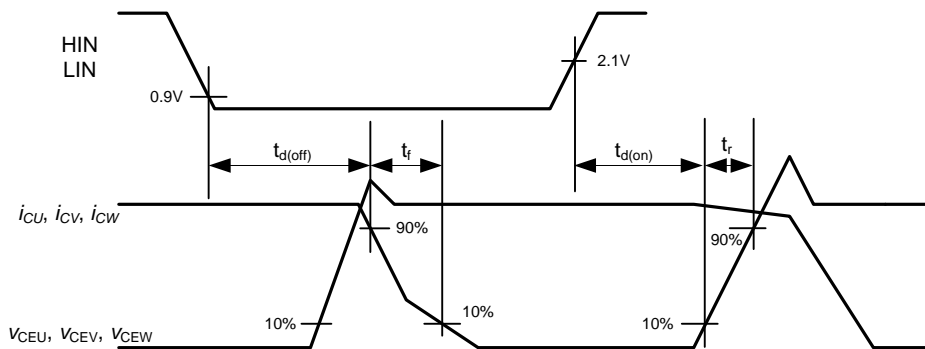 HIN
LIN
2.1V
0.9V
td(off)
tf
td(on)
tr
iCU, iCV, iCW
90%
90%
10%
10%
10%
vCEU, vCEV, vCEW